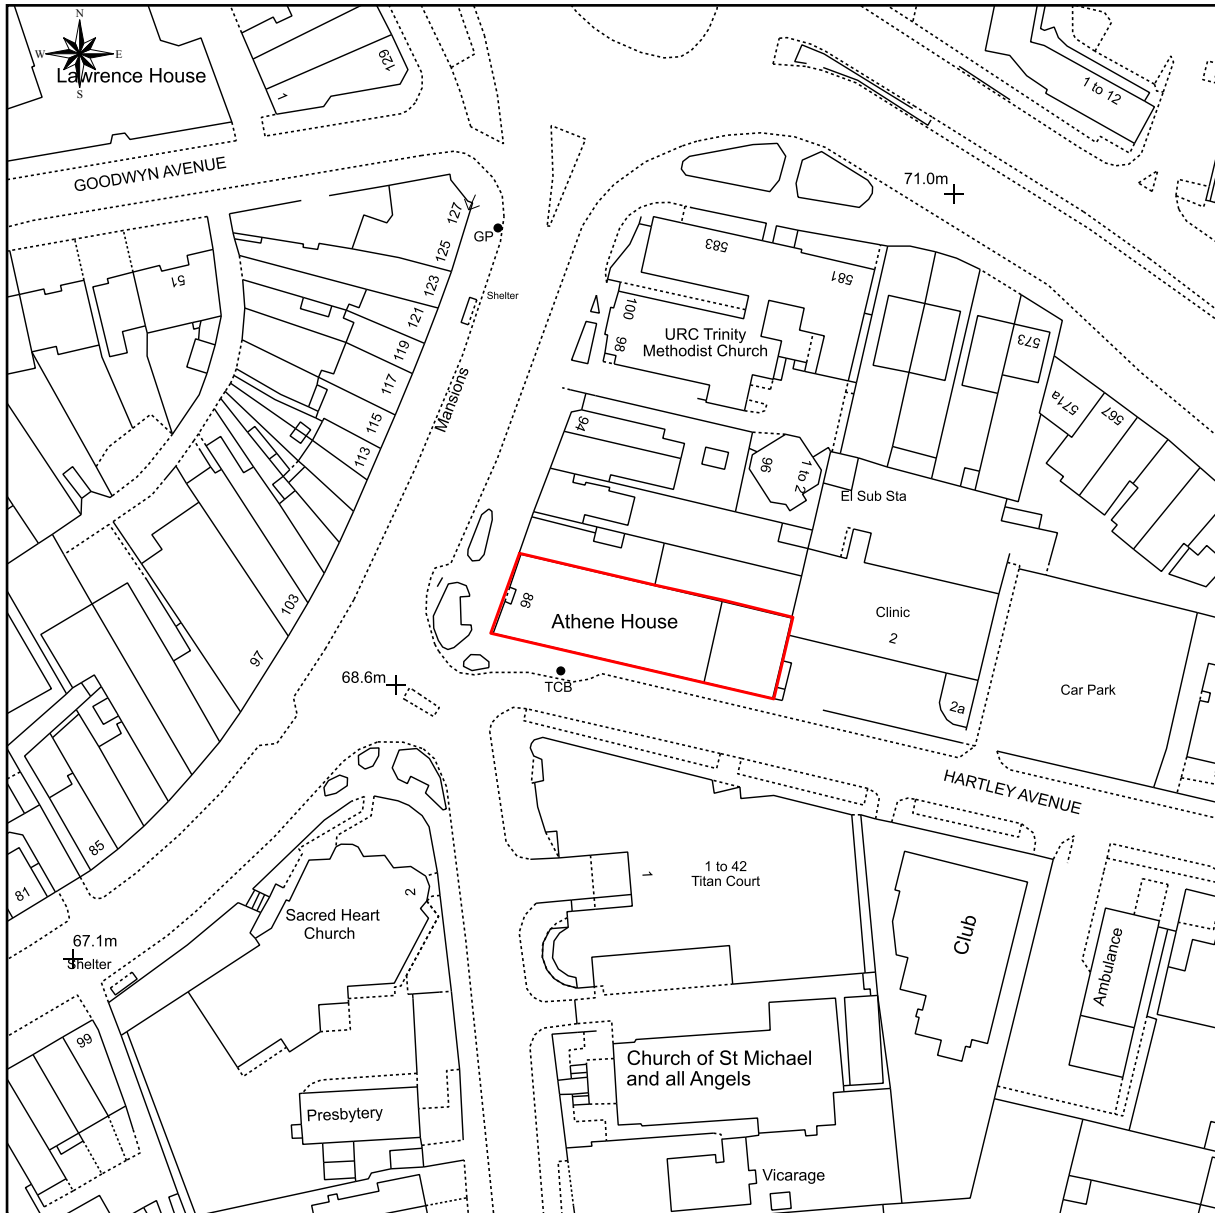 N
W
E
S
Lawrence House
129
1
1 to 12
GOODWYN AVENUE
71.0m
127
GP
583
125
581
51
123
Shelter
100
121
URC Trinity
Methodist Church
98
119
573
117
Mansions
571a
567
115
94
113
96
1 to 2
El Sub Sta
103
86
Athene House
Clinic
2
97
68.6m
TCB
Car Park
2a
HARTLEY AVENUE
85
81
1 to 42
Titan Court
1
2
Sacred Heart
Church
Club
67.1m
Shelter
Ambulance
99
Church of St Michael
and all Angels
Presbytery
Vicarage